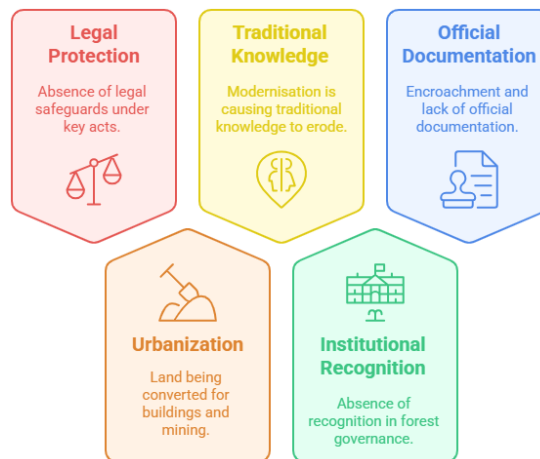 Legal
Protection
Absence of legal
safeguards under
key acts.
Traditional
Knowledge
Modernisation is
causing traditional
knowledge to erode.
Official
Documentation
Encroachment and
lack of official
documentation.
Urbanization
Land being
converted for
buildings and
mining.
Institutional
Recognition
Absence of
recognition in forest
governance.